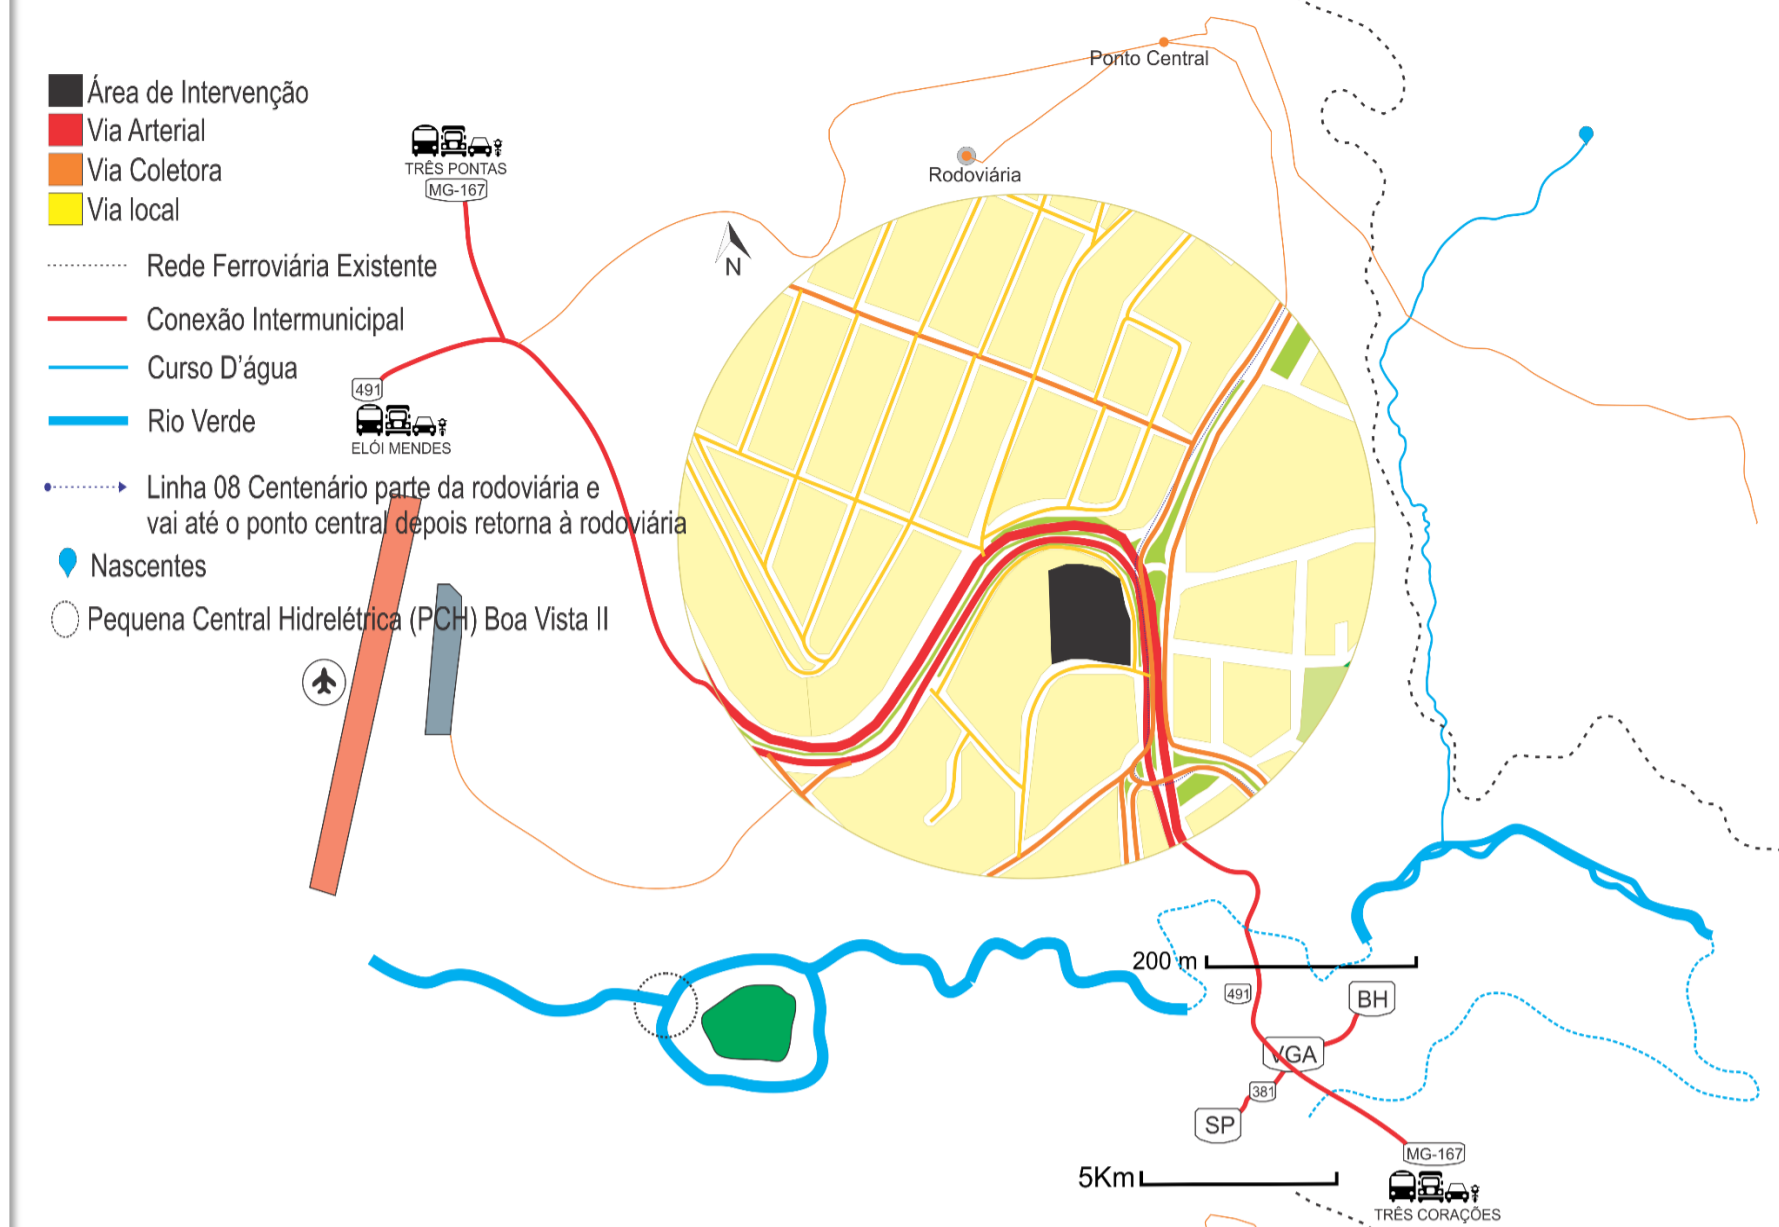 Área de Intervenção
Via Arterial
Via Coletora
Via local
Rede Ferroviária Existente
Conexão Intermunicipal
Curso D'água
Rio Verde
Linha 08 Centenário parte da rodoviária e
vai até o ponto central depois retorna à rodoviária
Nascentes
Pequena Central Hidrelétrica (PCH) Boa Vista II
TRÊS PONTAS
MG-167
491
ELÓI MENDES
Ponto Central
Rodoviária
N
200 m
491
BH
VGA
381
SP
MG-167
5Km
TRÊS CORAÇÕES